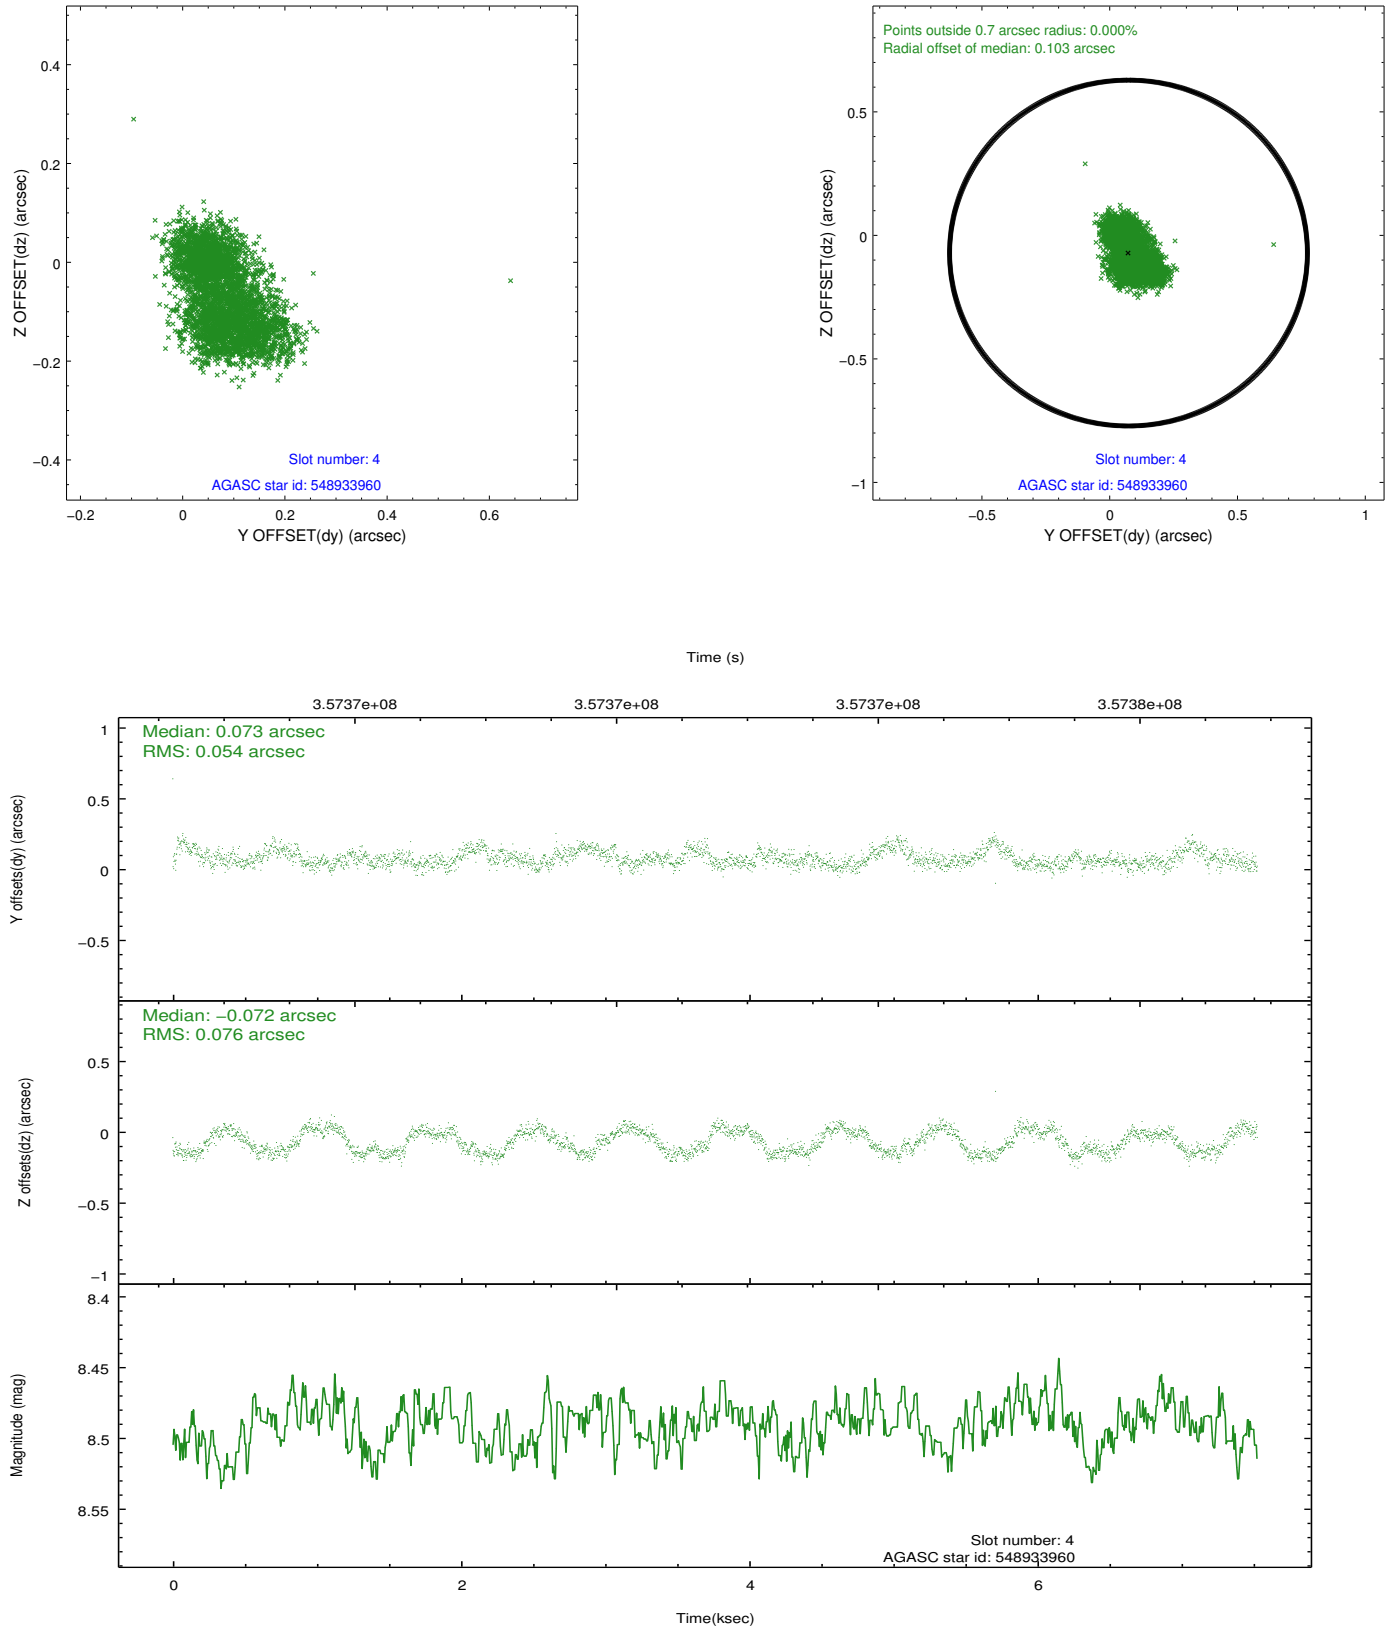 0.4
0.2
0
−0.2
−0.4
Z OFFSET(dz) (arcsec)
Slot number: 4
AGASC star id: 548933960
−0.2
0
0.2
0.4
0.6
Y OFFSET(dy) (arcsec)
Points outside 0.7 arcsec radius: 0.000%
Radial offset of median: 0.103 arcsec
0.5
0
−0.5
−1
Z OFFSET(dz) (arcsec)
Slot number: 4
AGASC star id: 548933960
−0.5
0
0.5
1
Y OFFSET(dy) (arcsec)
Time (s)
3.5737e+08
3.5737e+08
3.5737e+08
3.5738e+08
Median: 0.073 arcsec
RMS: 0.054 arcsec
1
0.5
0
−0.5
Y offsets(dy) (arcsec)
Median: −0.072 arcsec
RMS: 0.076 arcsec
0.5
0
−0.5
−1
Z offsets(dz) (arcsec)
8.4
8.45
8.5
8.55
Magnitude (mag)
Slot number: 4
AGASC star id: 548933960
0
2
4
6
Time(ksec)